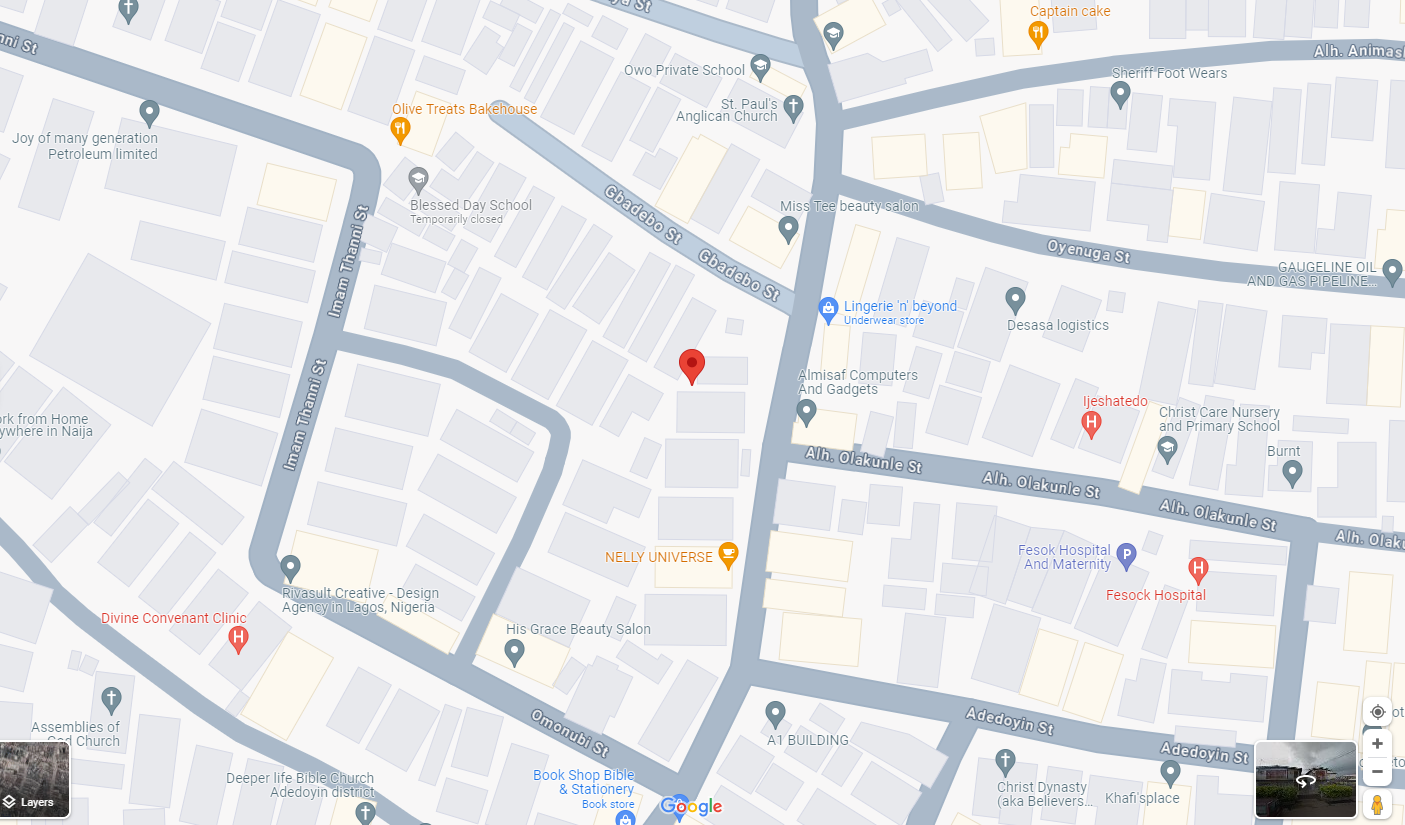 Captain cake
Alh. Animas
nni St
ya St
Owo Private School
Sheriff Foot Wears
St. Paul's
Anglican Church
Olive Treats Bakehouse
Joy of many generation
Petroleum limited
Blessed Day School
Temporarily closed
Miss Tee beauty salon
Gbadebo St
Gbadebo St
Oyenuga St
Imam Thanni St
GAUGELINE OIL
AND GAS PIPELINE...
Lingerie 'n' beyond
Underwear store
Desasa logistics
Almisaf Computers
And Gadgets
Imam Thanni St
Ijeshatedo
Christ Care Nursery
and Primary School
ork from Home
ywhere in Naija
Burnt
Alh. Olakunle St
Alh. Olakunle St
Alh. Olakunle St
Alh. Olaku
NELLY UNIVERSE
Fesok Hospital
And Maternity
P
H
Fesock Hospital
Rivasult Creative - Design
Agency in Lagos, Nigeria
Divine Convenant Clinic
H
His Grace Beauty Salon
Assemblies of
God Church
Omonubi St
A1 BUILDING
Adedoyin St
Adedoyin St
Deeper life Bible Church
Adedoyin district
Book Shop Bible
& Stationery
Book store
Christ Dynasty
(aka Believers...
Khafi'splace
Layers
Google